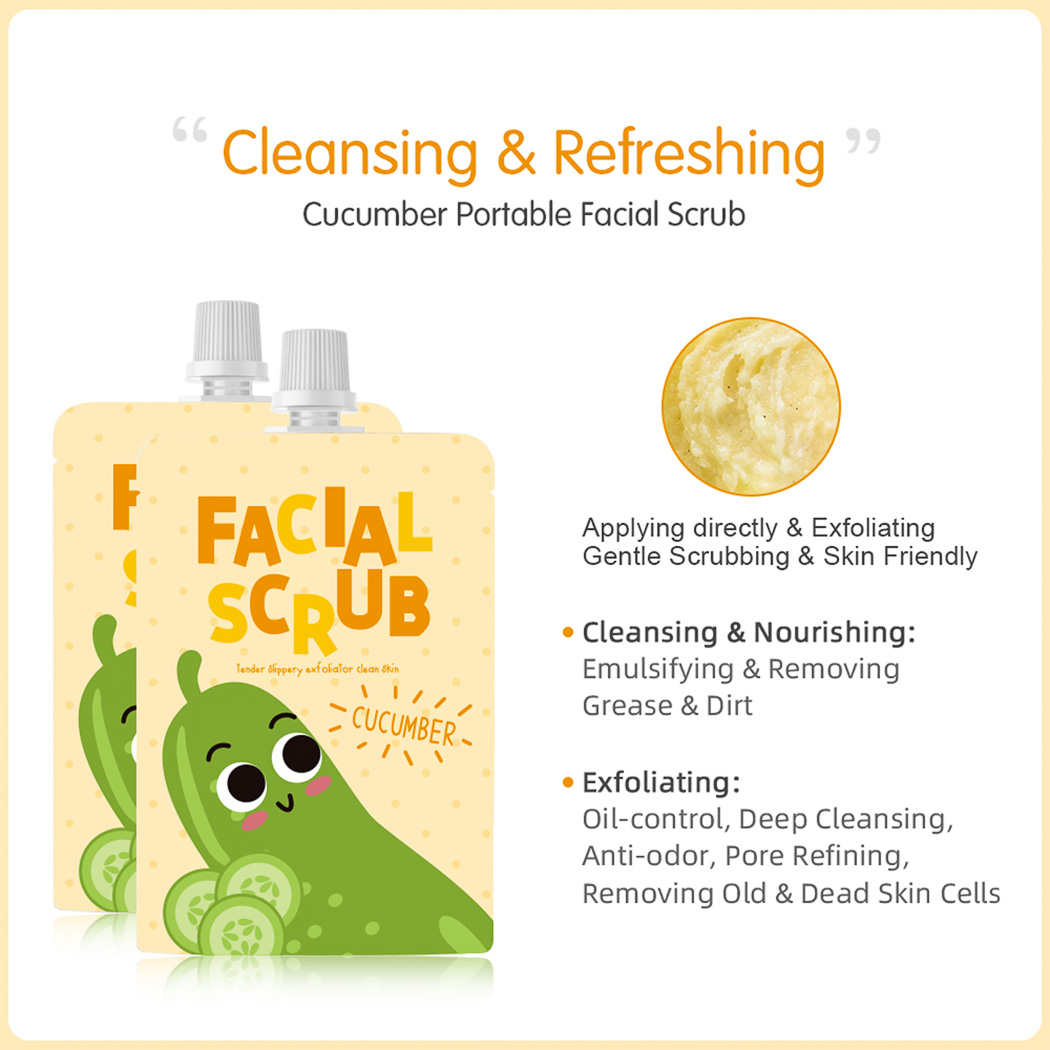 “ Cleansing & Refreshing ”
Cucumber Portable Facial Scrub
F
S
FACIAL
SCRUB
Tender Slippery exfoliator clean Skin
CUCUMBER
Applying directly & Exfoliating
Gentle Scrubbing & Skin Friendly
• Cleansing & Nourishing:
Emulsifying & Removing
Grease & Dirt
• Exfoliating:
Oil-control, Deep Cleansing,
Anti-odor, Pore Refining,
Removing Old & Dead Skin Cells